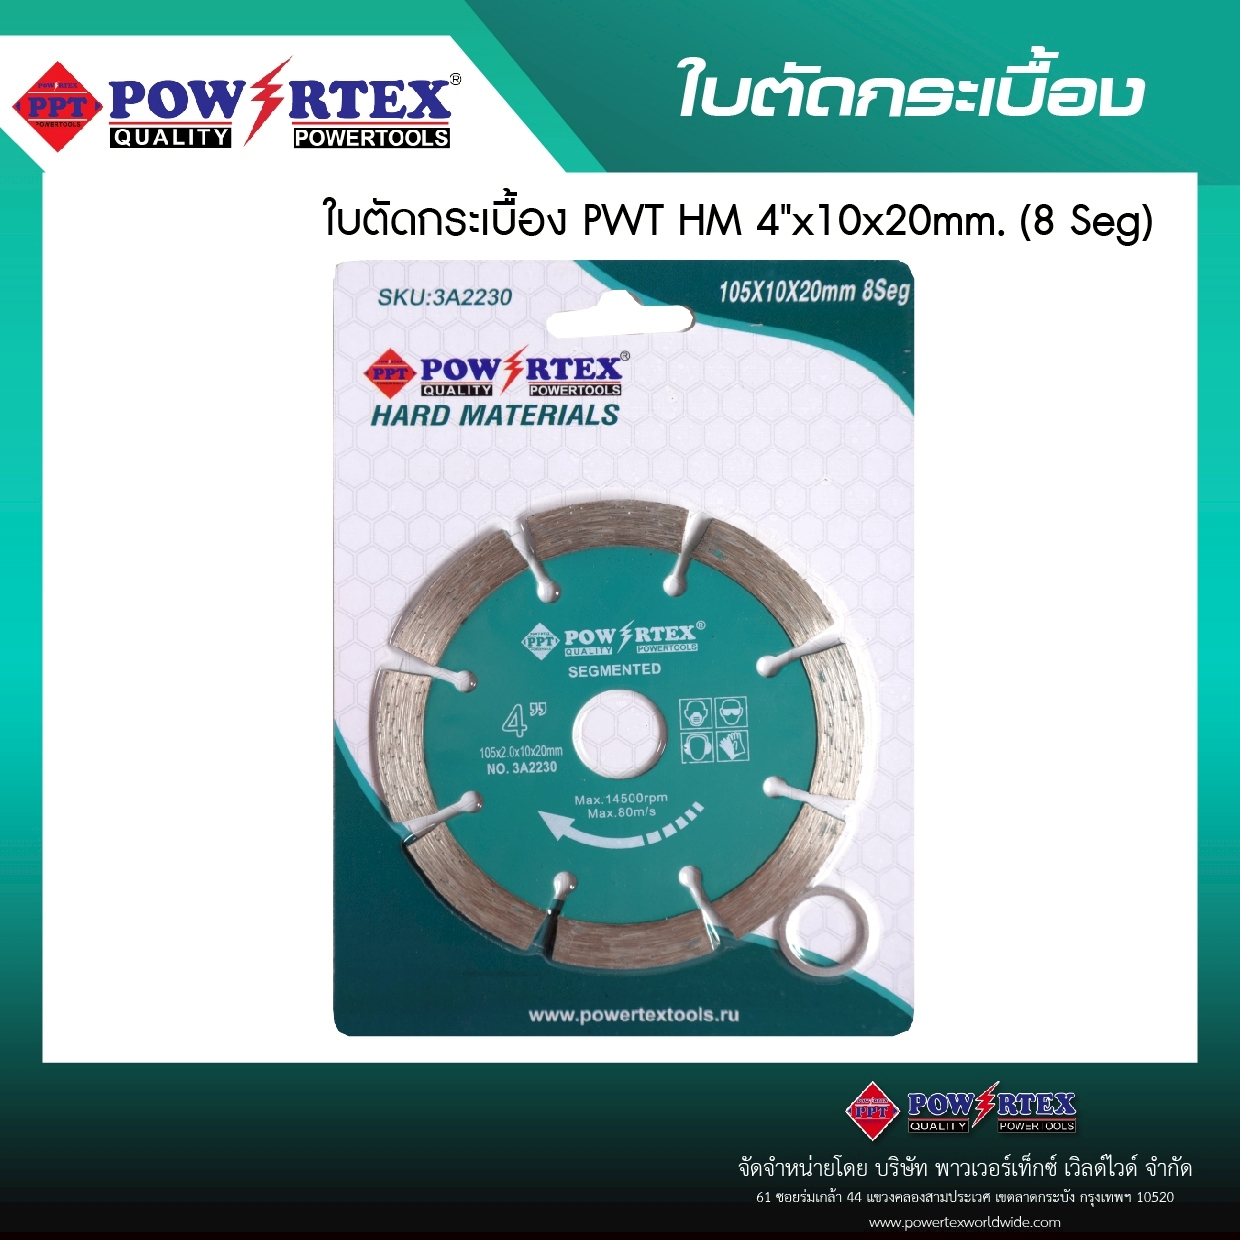 PPT POWERTEX®
QUALITY POWERTOOLS
ใบตัดกระเบื้อง
ใบตัดกระเบื้อง PWT HM 4"x10x20mm. (8 Seg)
SKU:3A2230
105X10X20mm 8Seg
PPT POWERTEX®
QUALITY POWERTOOLS
HARD MATERIALS
PPT POWERTEX®
QUALITY POWERTOOLS
SEGMENTED
4"
105x2.0x10x20mm
NO. 3A2230
Max.14500rpm
Max.80m/s
www.powertextools.ru
PPT POWERTEX
QUALITY POWERTOOLS
จัดจำหน่ายโดย บริษัท พาวเวอร์เท็กซ์ เวิลด์ไวด์ จำกัด
61 ซอยร่มเกล้า 44 แขวงคลองสามประเวศ เขตลาดกระบัง กรุงเทพฯ 10520
www.powertexworldwide.com